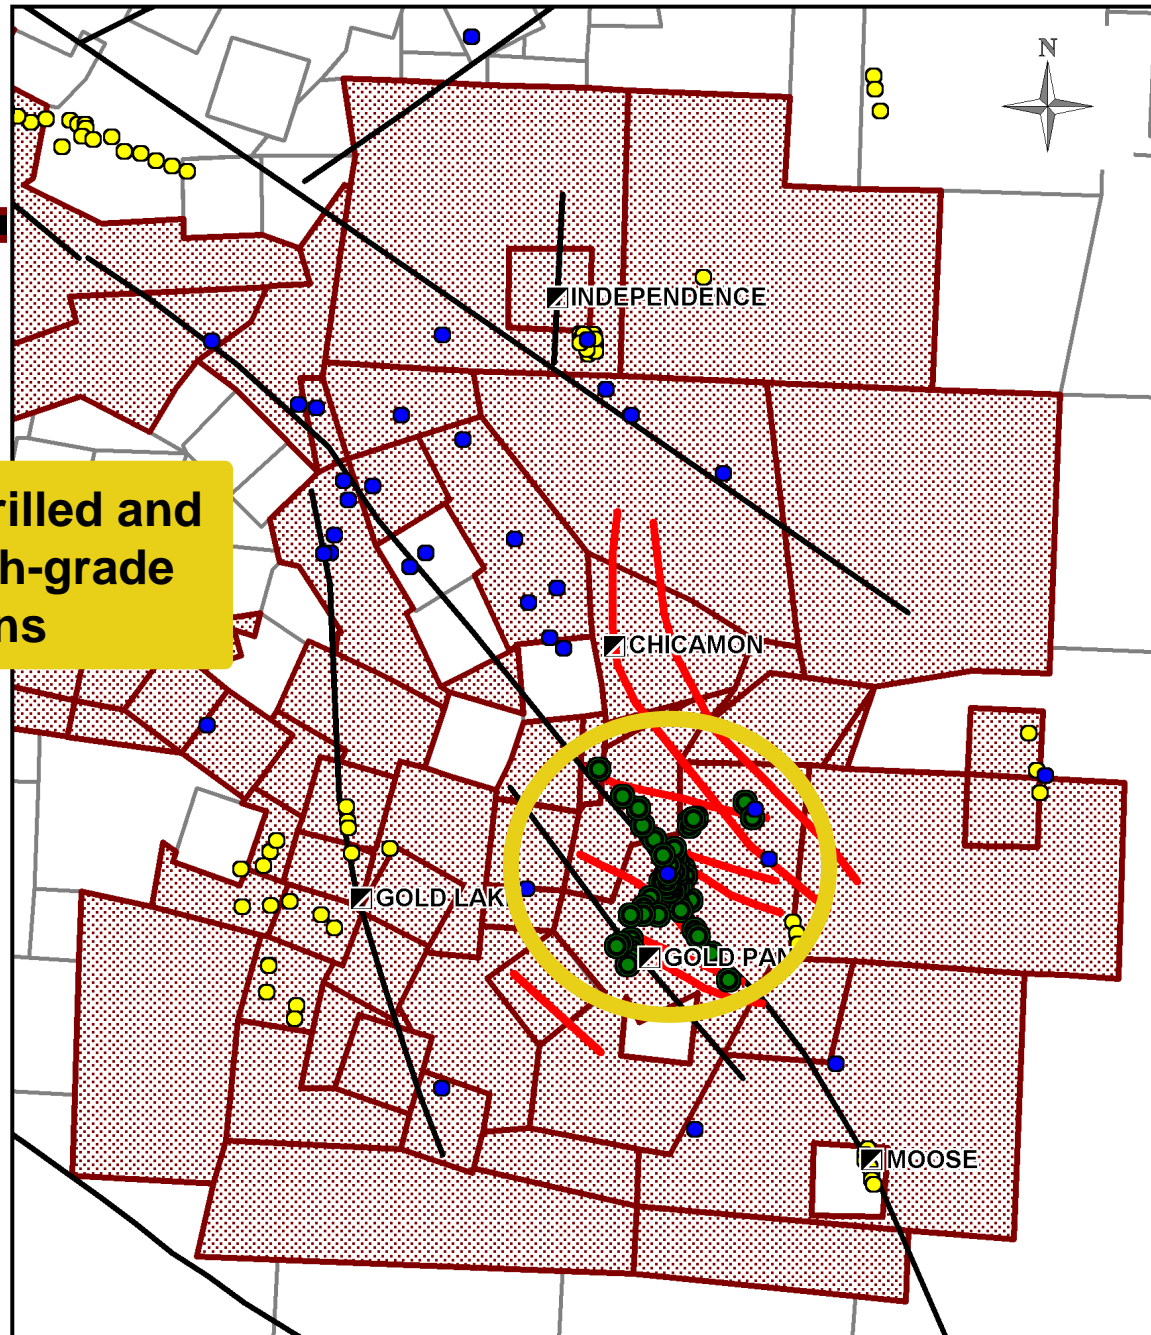 N
INDEPENDENCE
rilled and
h-grade
ns
CHICAMON
GOLD LAK
GOLD PAN
MOOSE